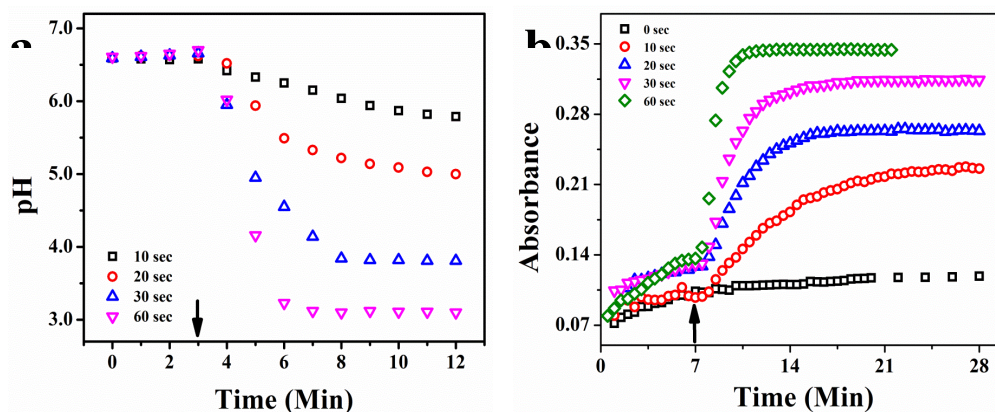 a
7.0
6.0
5.0
4.0
3.0
pH
10 sec
20 sec
30 sec
60 sec
0 2 4 6 8 10 12
Time (Min)
b
0.35
0.28
0.21
0.14
0.07
Absorbance
0 sec
10 sec
20 sec
30 sec
60 sec
0 7 14 21 28
Time (Min)